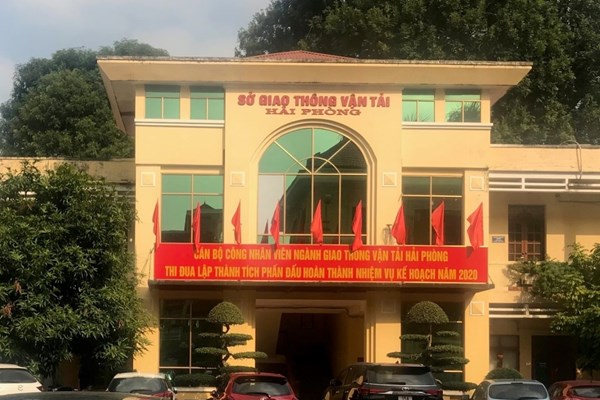 SỞ GIAO THÔNG VẬN TẢI
HẢI PHÒNG
CÁN BỘ CÔNG NHÂN VIÊN NGÀNH GIAO THÔNG VẬN TẢI HẢI PHÒNG
THI ĐUA LẬP THÀNH TÍCH PHẤN ĐẤU HOÀN THÀNH NHIỆM VỤ KẾ HOẠCH NĂM 2020